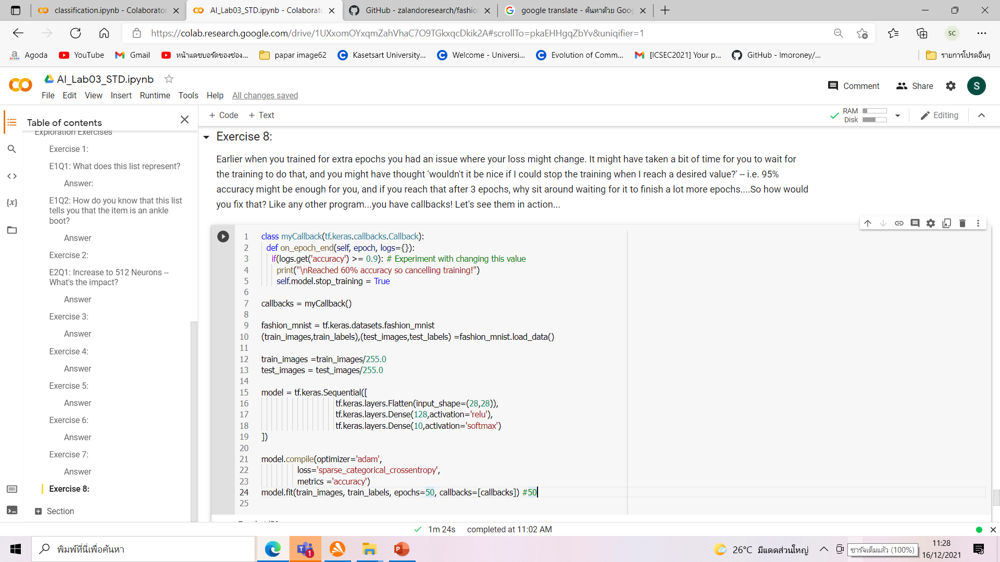 classification.ipynb - Colaborator
AI_Lab03_STD.ipynb - Colaborato
GitHub - zalandoresearch/fashio
google translate - ค้นหาด้วย Goog
https://colab.research.google.com/drive/1UXxomOYxqmZahVhaC7O9TGkxqcDkik2A#scrollTo=pkaEHHgqZbYv&uniqifier=1
SC
Agoda
YouTube
Gmail
หน้าแดชบอร์ดของช่อง...
papar image62
Kasetsart University...
Welcome - Universi...
Evolution of Comm...
[ICSEC2021] Your p...
GitHub - lmoroney/...
รายการโปรดอื่นๆ
AI_Lab03_STD.ipynb
Comment
Share
S
File Edit View Insert Runtime Tools Help All changes saved
Table of contents
+ Code + Text
RAM
Disk
Editing
Exploration Exercises
Exercise 1:
E1Q1: What does this list represent?
Answer:
E1Q2: How do you know that this list
tells you that the item is an ankle
boot?
Answer
Exercise 2:
E2Q1: Increase to 512 Neurons --
What's the impact?
Answer
Exercise 3:
Answer
Exercise 4:
Answer
Exercise 5:
Answer
Exercise 6:
Answer
Exercise 7:
Answer
Exercise 8:
Section
Exercise 8:
Earlier when you trained for extra epochs you had an issue where your loss might change. It might have taken a bit of time for you to wait for
the training to do that, and you might have thought 'wouldn't it be nice if I could stop the training when I reach a desired value?' -- i.e. 95%
accuracy might be enough for you, and if you reach that after 3 epochs, why sit around waiting for it to finish a lot more epochs....So how would
you fix that? Like any other program...you have callbacks! Let's see them in action...
1 class myCallback(tf.keras.callbacks.Callback):
2 def on_epoch_end(self, epoch, logs={}):
3 if(logs.get('accuracy') >= 0.9): # Experiment with changing this value
4 print("\nReached 60% accuracy so cancelling training!")
5 self.model.stop_training = True
6
7 callbacks = myCallback()
8
9 fashion_mnist = tf.keras.datasets.fashion_mnist
10 (train_images,train_labels),(test_images,test_labels) =fashion_mnist.load_data()
11
12 train_images =train_images/255.0
13 test_images = test_images/255.0
14
15 model = tf.keras.Sequential([
16 tf.keras.layers.Flatten(input_shape=(28,28)),
17 tf.keras.layers.Dense(128,activation='relu'),
18 tf.keras.layers.Dense(10,activation='softmax')
19 ])
20
21 model.compile(optimizer='adam',
22 loss='sparse_categorical_crossentropy',
23 metrics ='accuracy')
24 model.fit(train_images, train_labels, epochs=50, callbacks=[callbacks]) #50
25
1m 24s completed at 11:02 AM
พิมพ์ที่นี่เพื่อค้นหา
1
26°C มีแดดส่วนใหญ่
ชาร์จเต็มแล้ว (100%)
11:28
16/12/2021